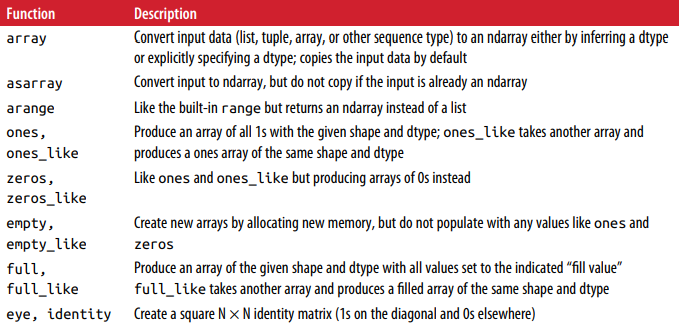 Function Description
array Convert input data (list, tuple, array, or other sequence type) to an ndarray either by inferring a dtype
or explicitly specifying a dtype; copies the input data by default
asarray Convert input to ndarray, but do not copy if the input is already an ndarray
arange Like the built-in range but returns an ndarray instead of a list
ones, Produce an array of all 1s with the given shape and dtype; ones_like takes another array and
ones_like produces a ones array of the same shape and dtype
zeros, Like ones and ones_like but producing arrays of 0s instead
zeros_like
empty, Create new arrays by allocating new memory, but do not populate with any values like ones and
empty_like zeros
full, Produce an array of the given shape and dtype with all values set to the indicated “fill value”
full_like full_like takes another array and produces a filled array of the same shape and dtype
eye, identity Create a square N × N identity matrix (1s on the diagonal and 0s elsewhere)